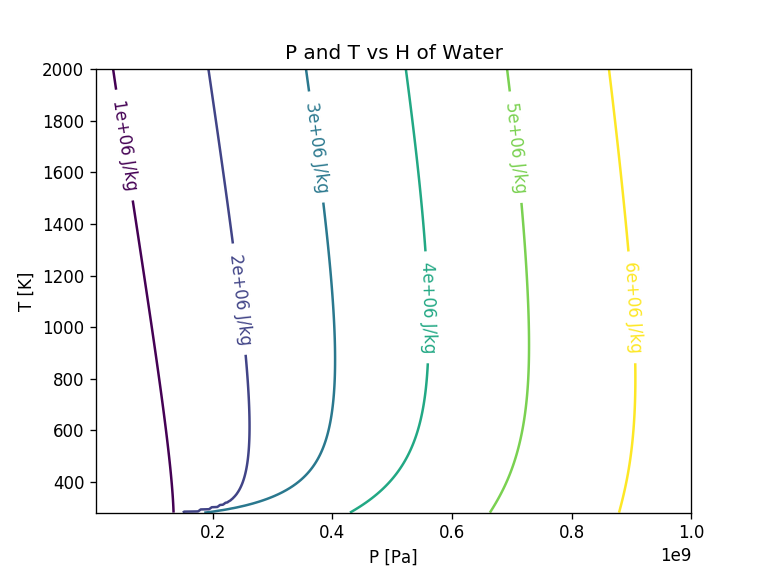 P and T vs H of Water
T [K]
2000
1800
1600
1400
1200
1000
800
600
400
1e+06 J/kg
2e+06 J/kg
3e+06 J/kg
4e+06 J/kg
5e+06 J/kg
6e+06 J/kg
0.2 0.4 0.6 0.8 1.0
1e9
P [Pa]